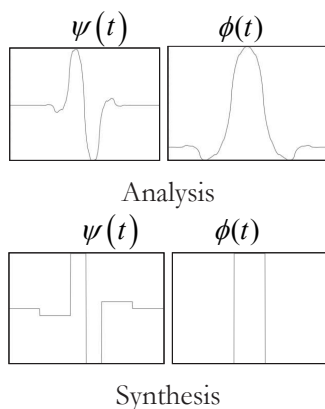 ψ(t) ϕ(t)
Analysis
ψ(t) ϕ(t)
Synthesis